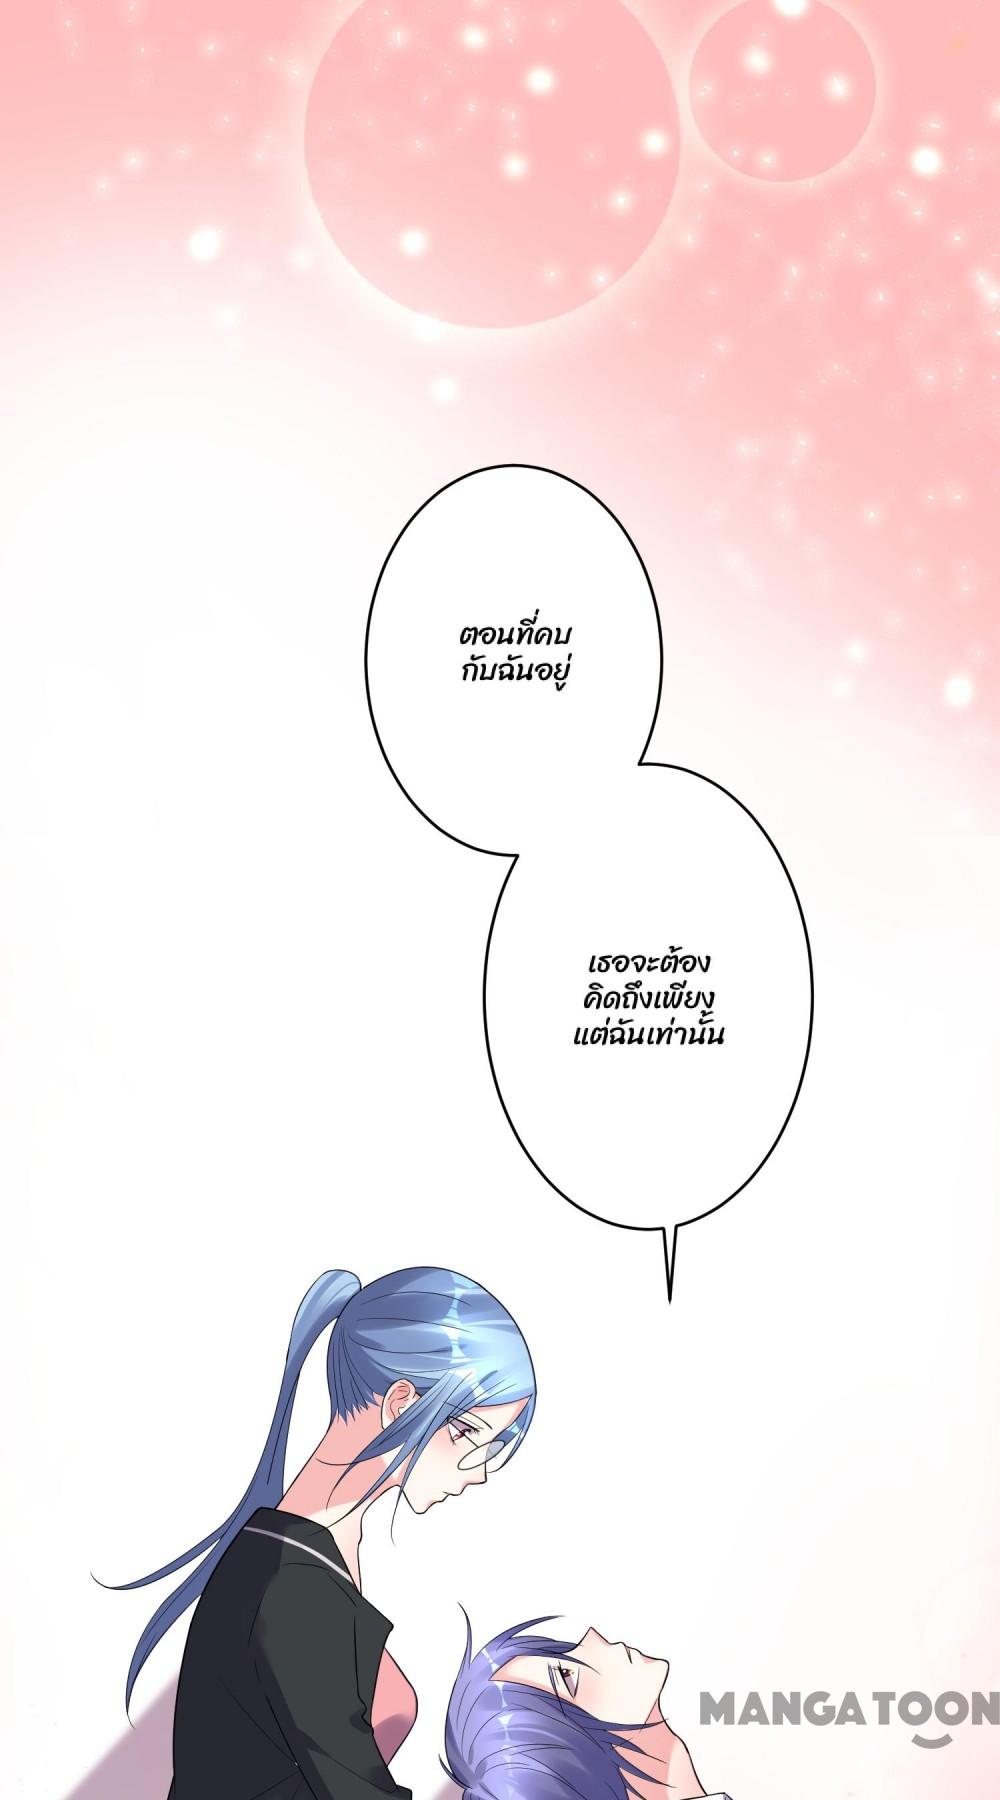 ตอนที่คบ
กับฉันอยู่
เธอจะต้อง
คิดถึงเพียง
แต่ฉันเท่านั้น
MANGATOON